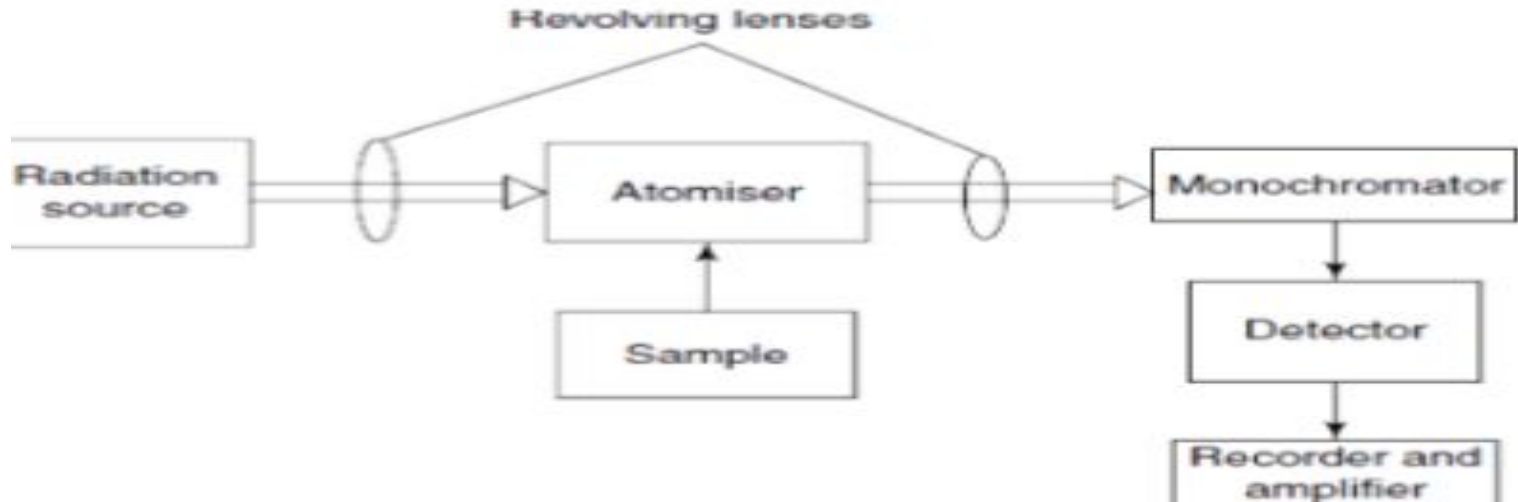 Revolving lenses
Radiation
source
Atomiser
Monochromator
Sample
Detector
Recorder and
amplifier